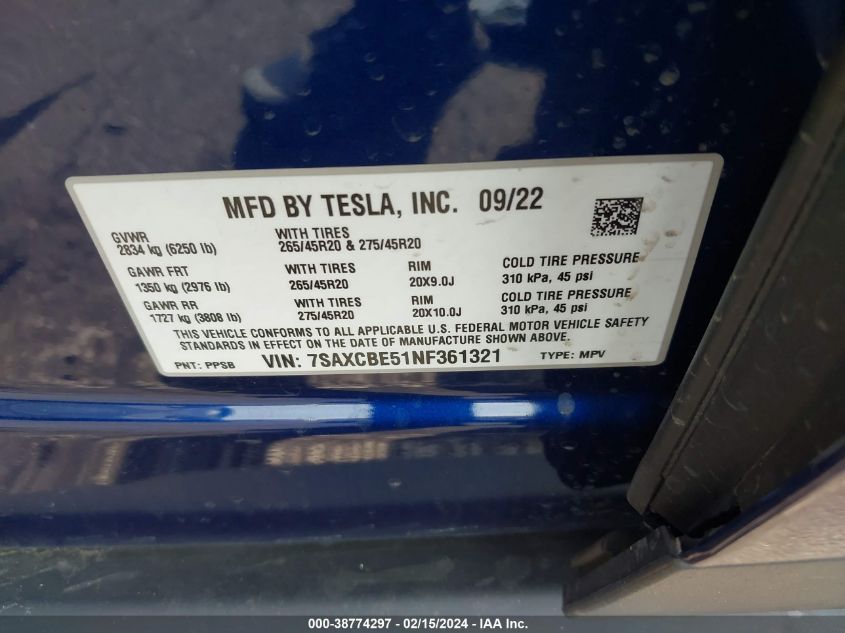 MFD BY TESLA, INC. 09/22
GVWR
2834 kg (6250 lb)
WITH TIRES
265/45R20 & 275/45R20
GAWR FRT
1350 kg (2976 lb)
WITH TIRES
265/45R20
RIM
20X9.0J
COLD TIRE PRESSURE
310 kPa, 45 psi
GAWR RR
1727 kg (3808 lb)
WITH TIRES
275/45R20
RIM
20X10.0J
COLD TIRE PRESSURE
310 kPa, 45 psi
THIS VEHICLE CONFORMS TO ALL APPLICABLE U.S. FEDERAL MOTOR VEHICLE SAFETY
STANDARDS IN EFFECT ON THE DATE OF MANUFACTURE SHOWN ABOVE.
PNT: PPSB VIN: 7SAXCBE51NF361321 TYPE: MPV
000-38774297 - 02/15/2024 - IAA Inc.